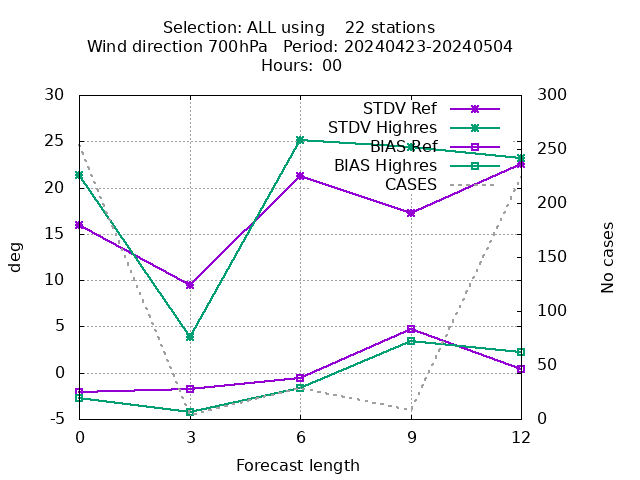 Selection: ALL using    22 stations
Wind direction 700hPa   Period: 20240423-20240504
Hours: 00
STDV Ref
STDV Highres
BIAS Ref
BIAS Highres
CASES
30
25
20
15
10
5
0
-5
300
250
200
150
100
50
0
0 3 6 9 12
deg
No cases
Forecast length